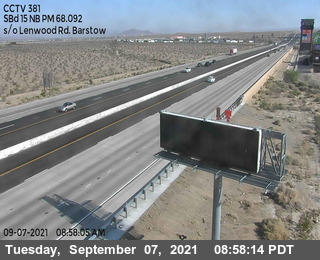 CCTV 381
SBd 15 NB PM 68.092
s/o Lenwood Rd. Barstow
09-07-2021 08:58:05 AM
Tuesday, September 07, 2021 08:58:14 PDT